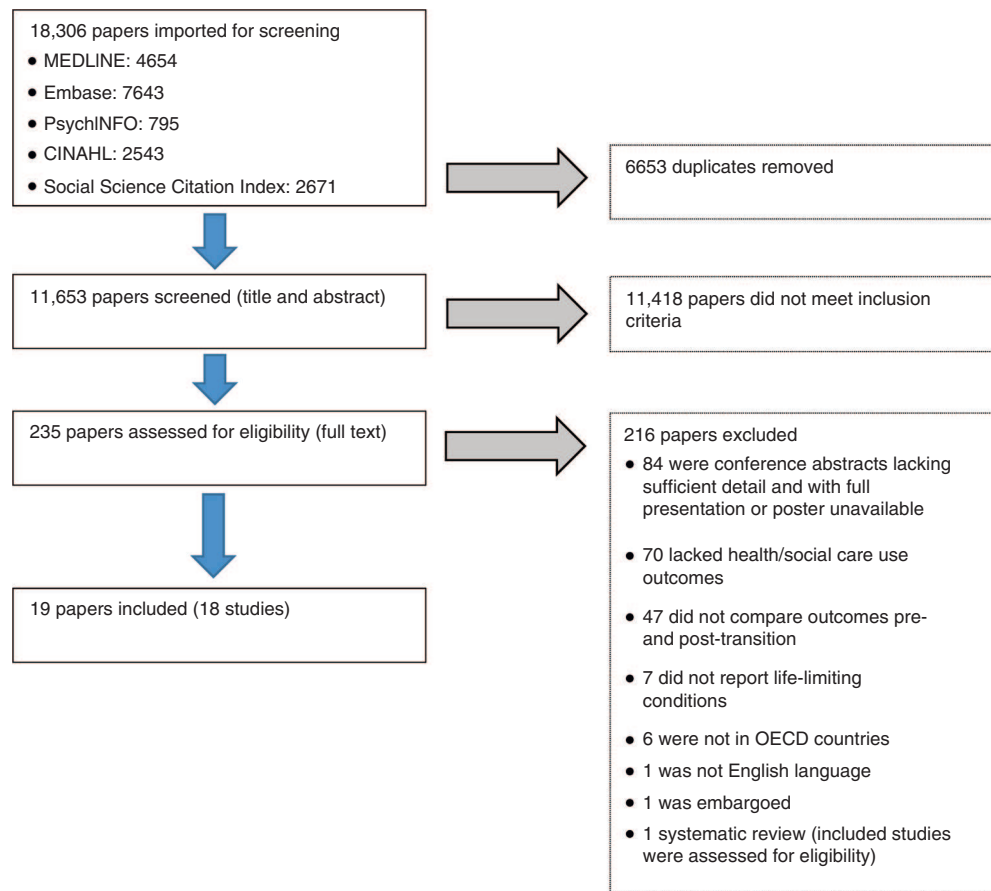 18,306 papers imported for screening
● MEDLINE: 4654
● Embase: 7643
● PsychINFO: 795
● CINAHL: 2543
● Social Science Citation Index: 2671
6653 duplicates removed
11,653 papers screened (title and abstract)
11,418 papers did not meet inclusion
criteria
235 papers assessed for eligibility (full text)
216 papers excluded
● 84 were conference abstracts lacking
sufficient detail and with full
presentation or poster unavailable
● 70 lacked health/social care use
outcomes
● 47 did not compare outcomes pre-
and post-transition
● 7 did not report life-limiting
conditions
● 6 were not in OECD countries
● 1 was not English language
● 1 was embargoed
● 1 systematic review (included studies
were assessed for eligibility)
19 papers included (18 studies)